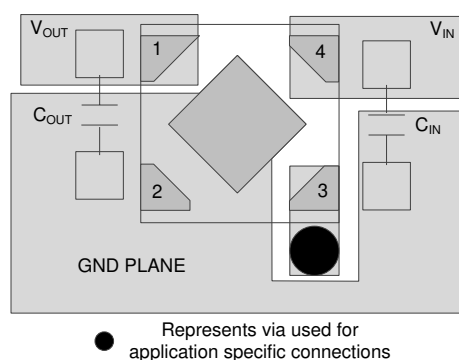 VOUT
1
4
VIN
COUT
CIN
2
3
GND PLANE
Represents via used for
application specific connections